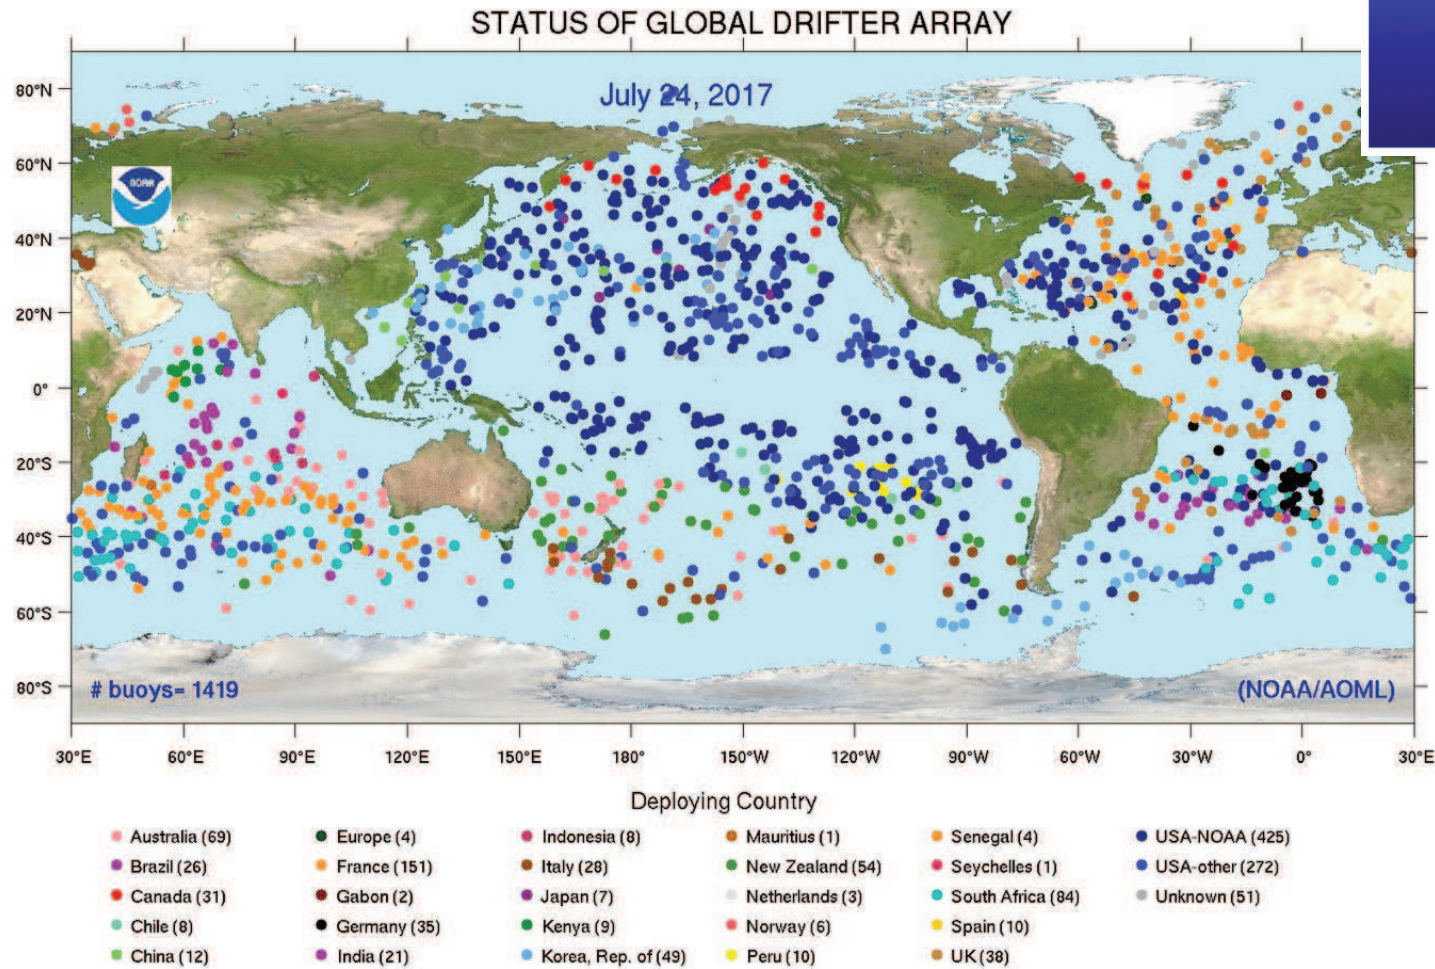 STATUS OF GLOBAL DRIFTER ARRAY
July 24, 2017
80°N
60°N
NOAA
40°N
20°N
0°
20°S
40°S
60°S
80°S
# buoys= 1419
(NOAA/AOML)
30°E 60°E 90°E 120°E 150°E 180° 150°W 120°W 90°W 60°W 30°W 0° 30°E
Deploying Country
Australia (69) Europe (4) Indonesia (8) Mauritius (1) Senegal (4) USA-NOAA (425)
Brazil (26) France (151) Italy (28) New Zealand (54) Seychelles (1) USA-other (272)
Canada (31) Gabon (2) Japan (7) Netherlands (3) South Africa (84) Unknown (51)
Chile (8) Germany (35) Kenya (9) Norway (6) Spain (10)
China (12) India (21) Korea, Rep. of (49) Peru (10) UK (38)